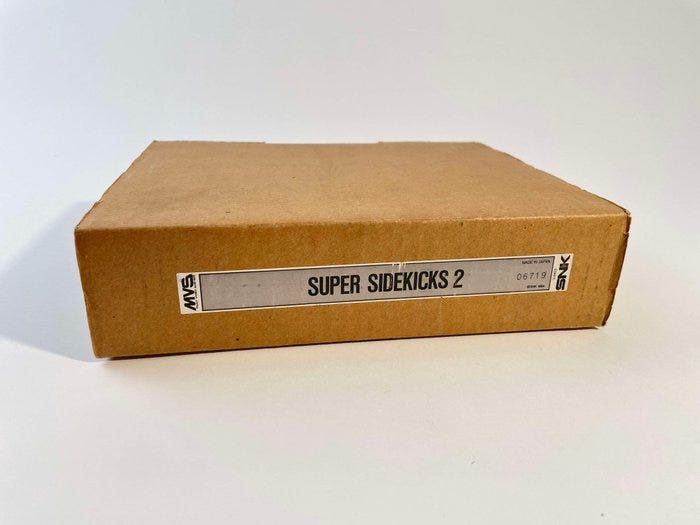 MVS
SUPER SIDEKICKS 2
MADE IN JAPAN
06719
SNK